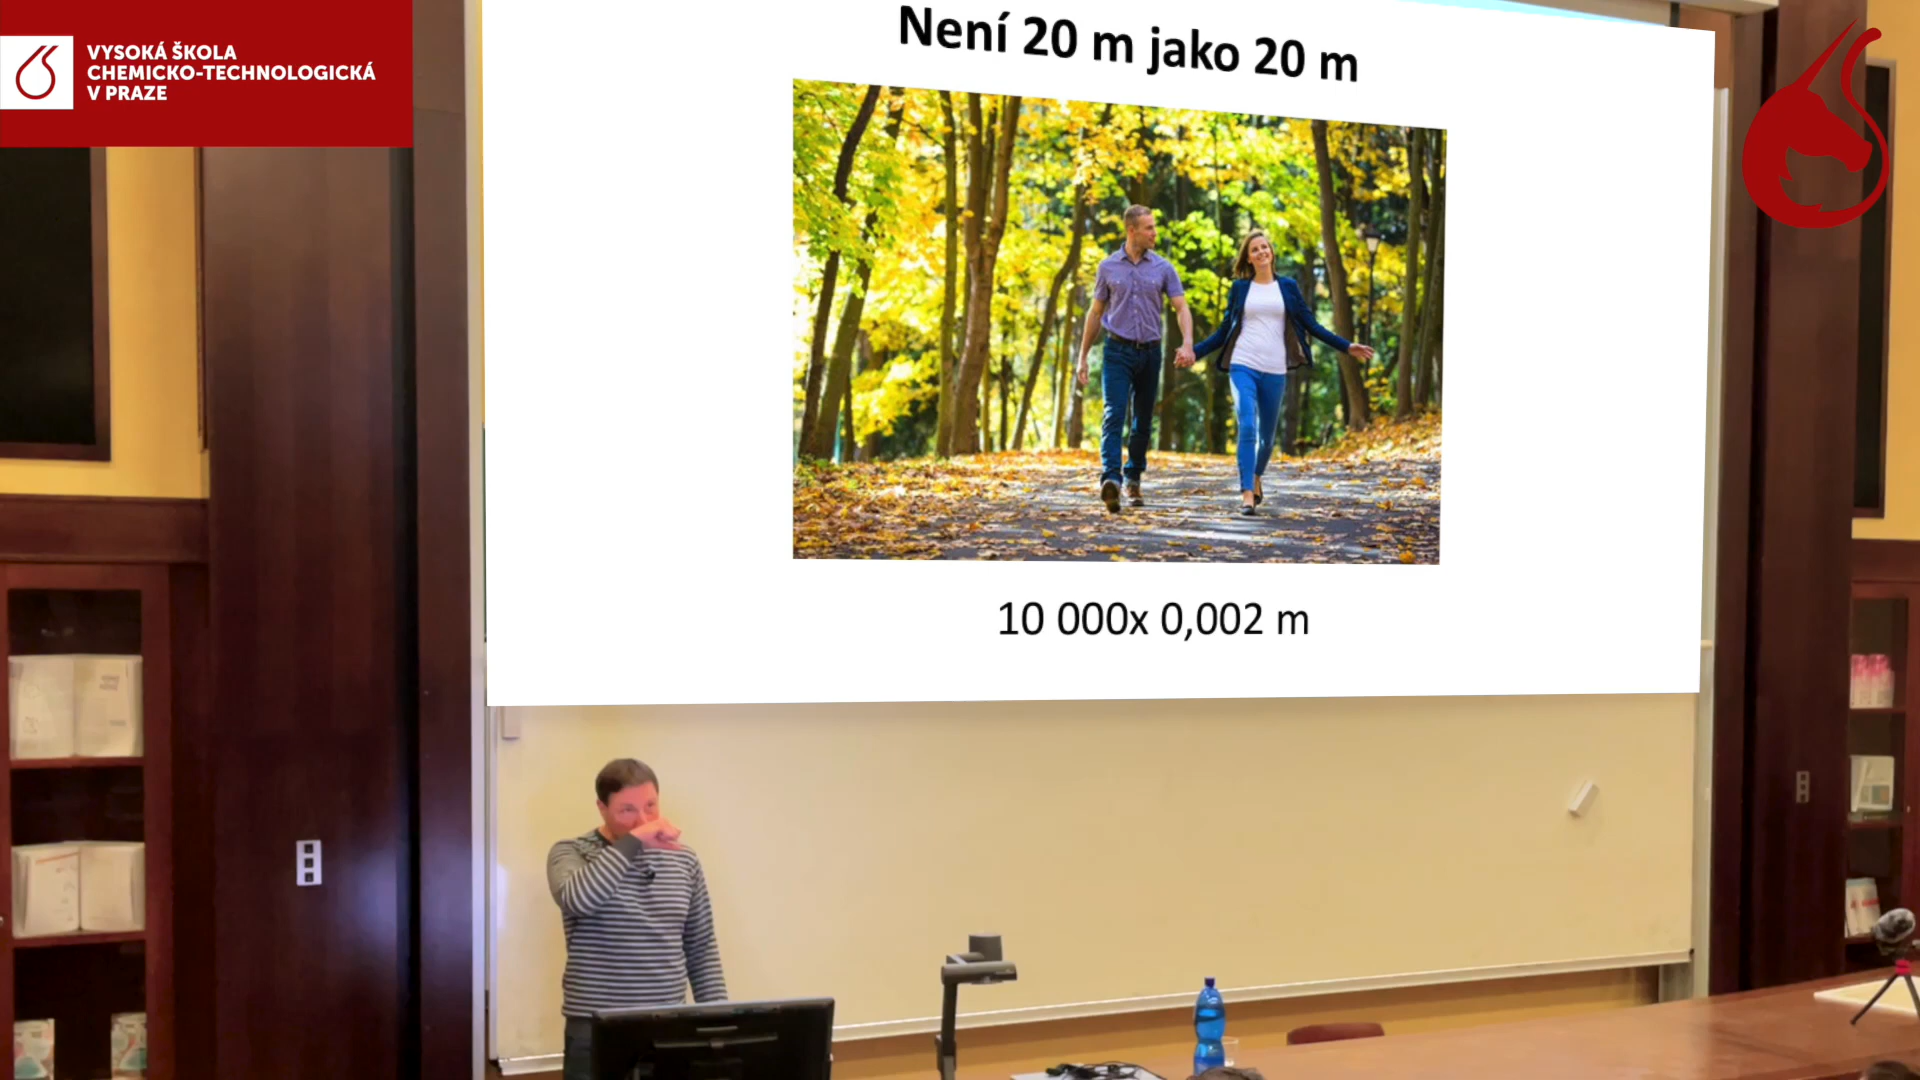 VYSOKÁ ŠKOLA
CHEMICKO-TECHNOLOGICKÁ
V PRAZE
Není 20 m jako 20 m
10 000x 0,002 m